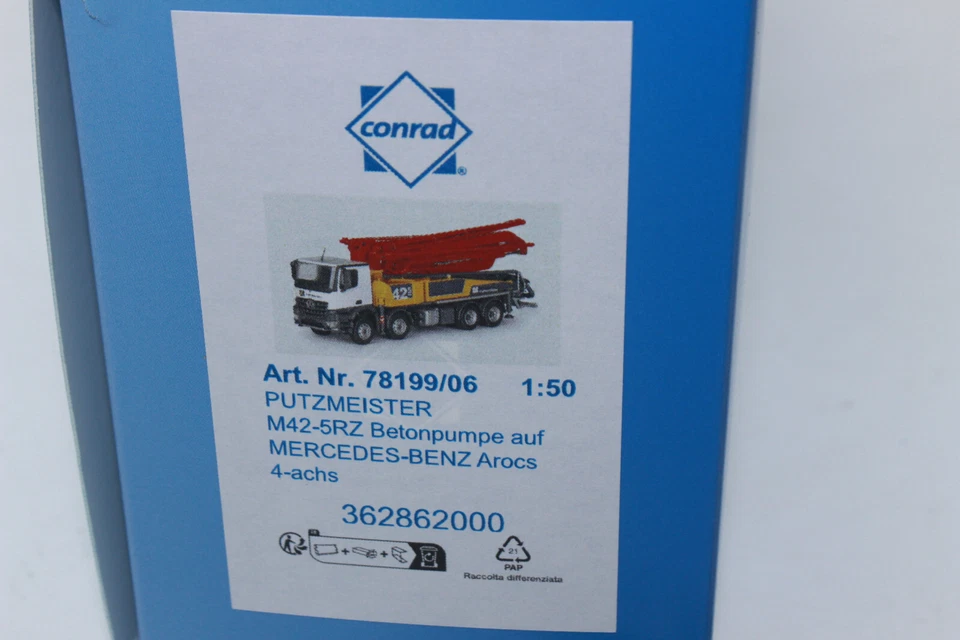 conrad
®
42
Art. Nr. 78199/06 1:50
PUTZMEISTER
M42-5RZ Betonpumpe auf
MERCEDES-BENZ Arocs
4-achs
362862000
+ +
21
PAP
Raccolta differenziata